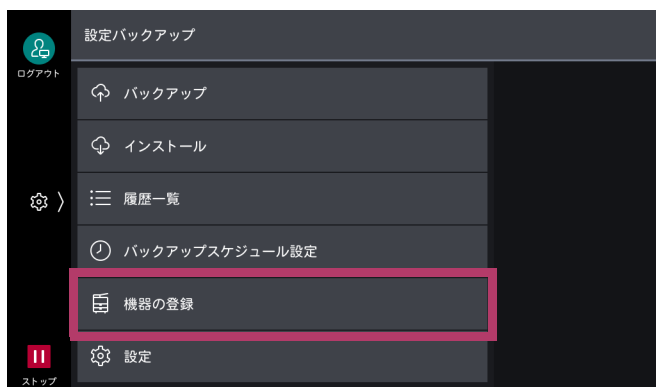 設定バックアップ
ログアウト
バックアップ
インストール
履歴一覧
バックアップスケジュール設定
機器の登録
設定
ストップ